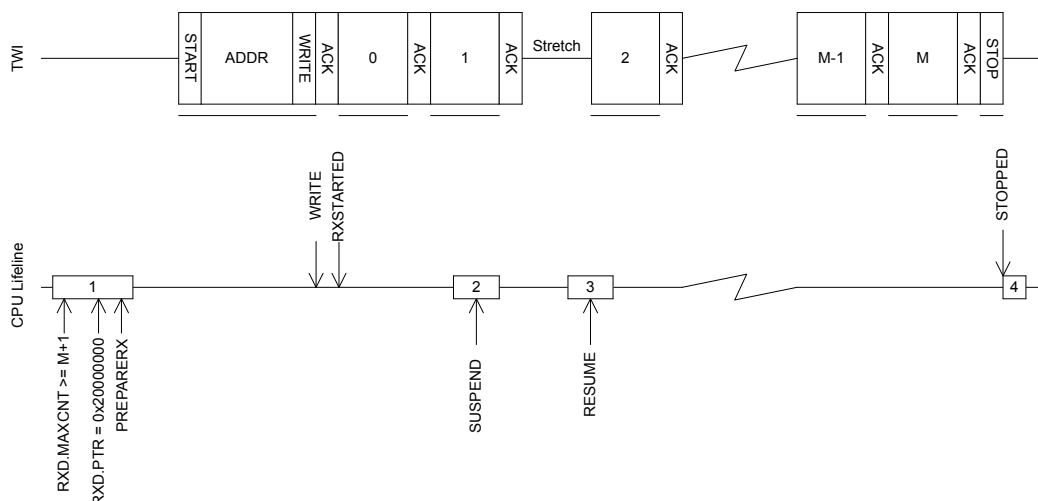 TWI
START
ADDR
WRITE
ACK
0
ACK
1
ACK
Stretch
2
ACK
M-1
ACK
M
ACK
STOP
CPU Lifeline
WRITE
RXSTARTED
STOPPED
1
2
3
4
RXD.MAXCNT >= M+1
RXD.PTR = 0x20000000
PREPARERX
SUSPEND
RESUME